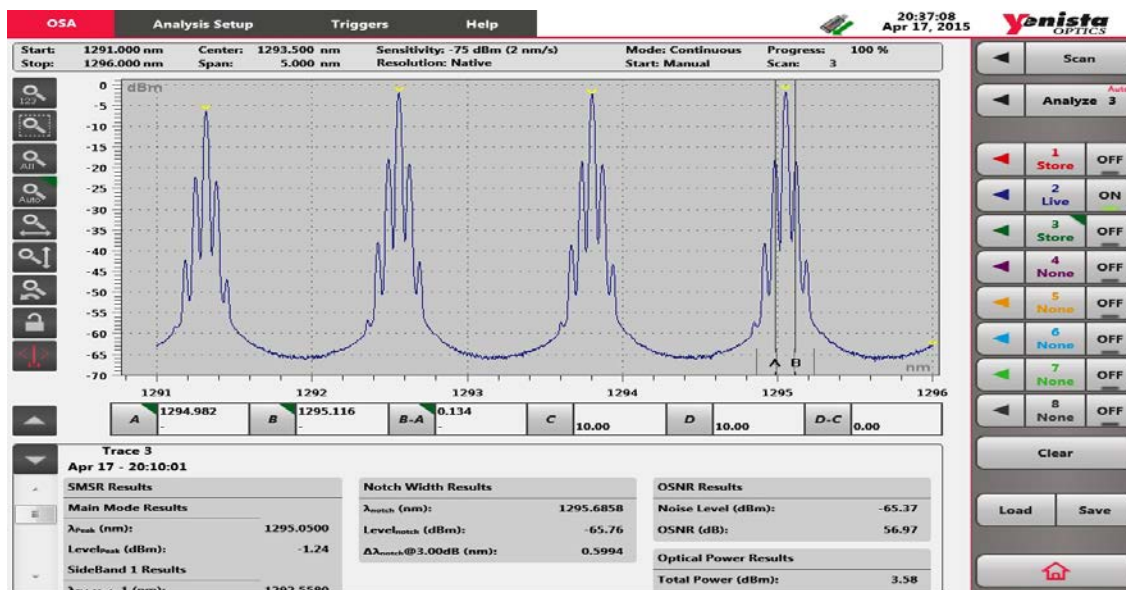 OSA Analysis Setup Triggers Help 20:37:08
Apr 17, 2015
Yenista
OPTICS
Start: 1291.000 nm Center: 1293.500 nm Sensitivity: -75 dBm (2 nm/s) Mode: Continuous Progress: 100 %
Stop: 1296.000 nm Span: 5.000 nm Resolution: Native Start: Manual Scan: 3
Scan
Auto
Analyze 3
1
Store OFF
2
Live ON
3
Store OFF
4
None OFF
5
None OFF
6
None OFF
7
None OFF
8
None OFF
Clear
Load Save
123
All
Auto
dBm
0
-5
-10
-15
-20
-25
-30
-35
-40
-45
-50
-55
-60
-65
-70
A B
nm
1291 1292 1293 1294 1295 1296
A 1294.982 - B 1295.116 - B-A 0.134 - C 10.00 D 10.00 D-C 0.00
Trace 3
Apr 17 - 20:10:01
SMSR Results
Main Mode Results
λPeak (nm): 1295.0500
LevelPeak (dBm): -1.24
SideBand 1 Results
Notch Width Results
λnotch (nm): 1295.6858
Levelnotch (dBm): -65.76
Δλnotch@3.00dB (nm): 0.5994
OSNR Results
Noise Level (dBm): -65.37
OSNR (dB): 56.97
Optical Power Results
Total Power (dBm): 3.58